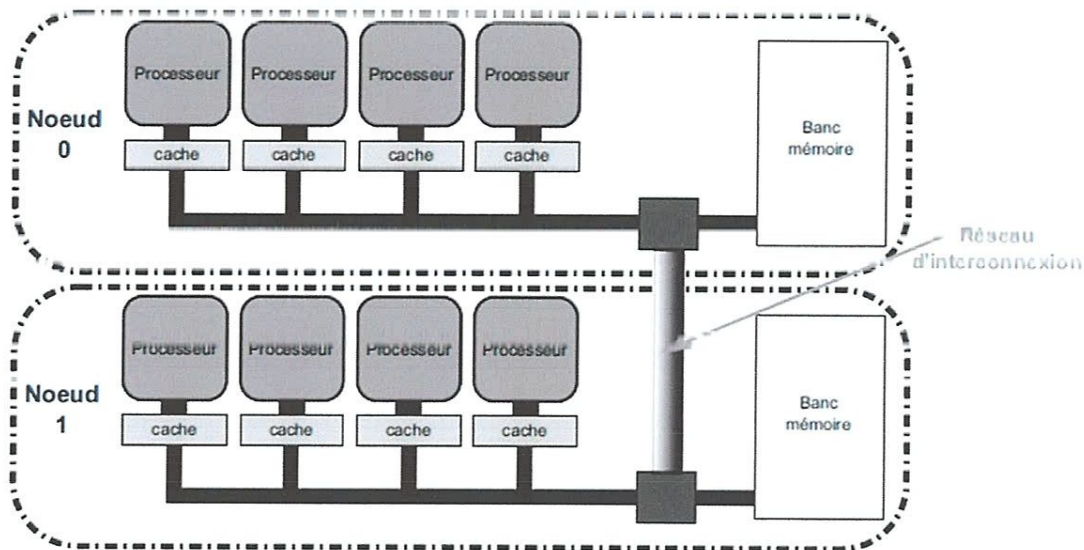 Processeur Processeur Processeur Processeur
Noeud
0
cache cache cache cache
Banc
mémoire
Réseau
d'interconnexion
Processeur Processeur Processeur Processeur
Noeud
1
cache cache cache cache
Banc
mémoire